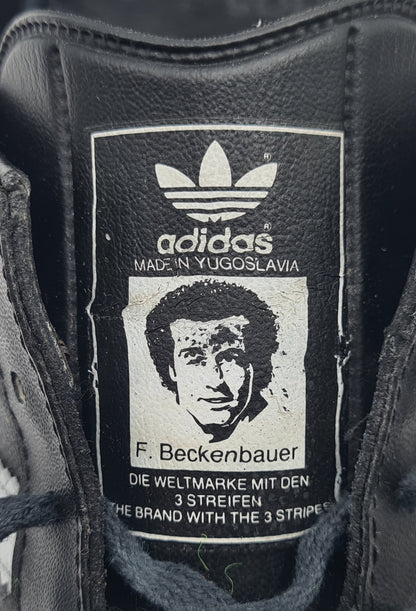 adidas®
MADE IN YUGOSLAVIA
F. Beckenbauer
DIE WELTMARKE MIT DEN
3 STREIFEN
THE BRAND WITH THE 3 STRIPES